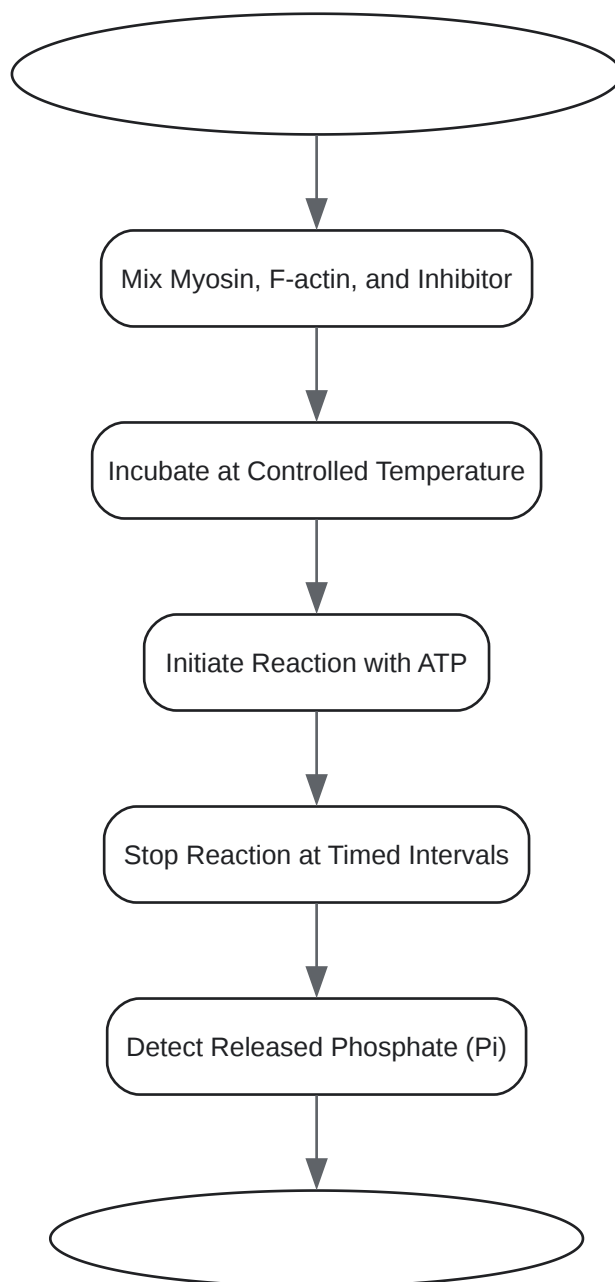 Mix Myosin, F-actin, and Inhibitor
Incubate at Controlled Temperature
Initiate Reaction with ATP
Stop Reaction at Timed Intervals
Detect Released Phosphate (Pi)